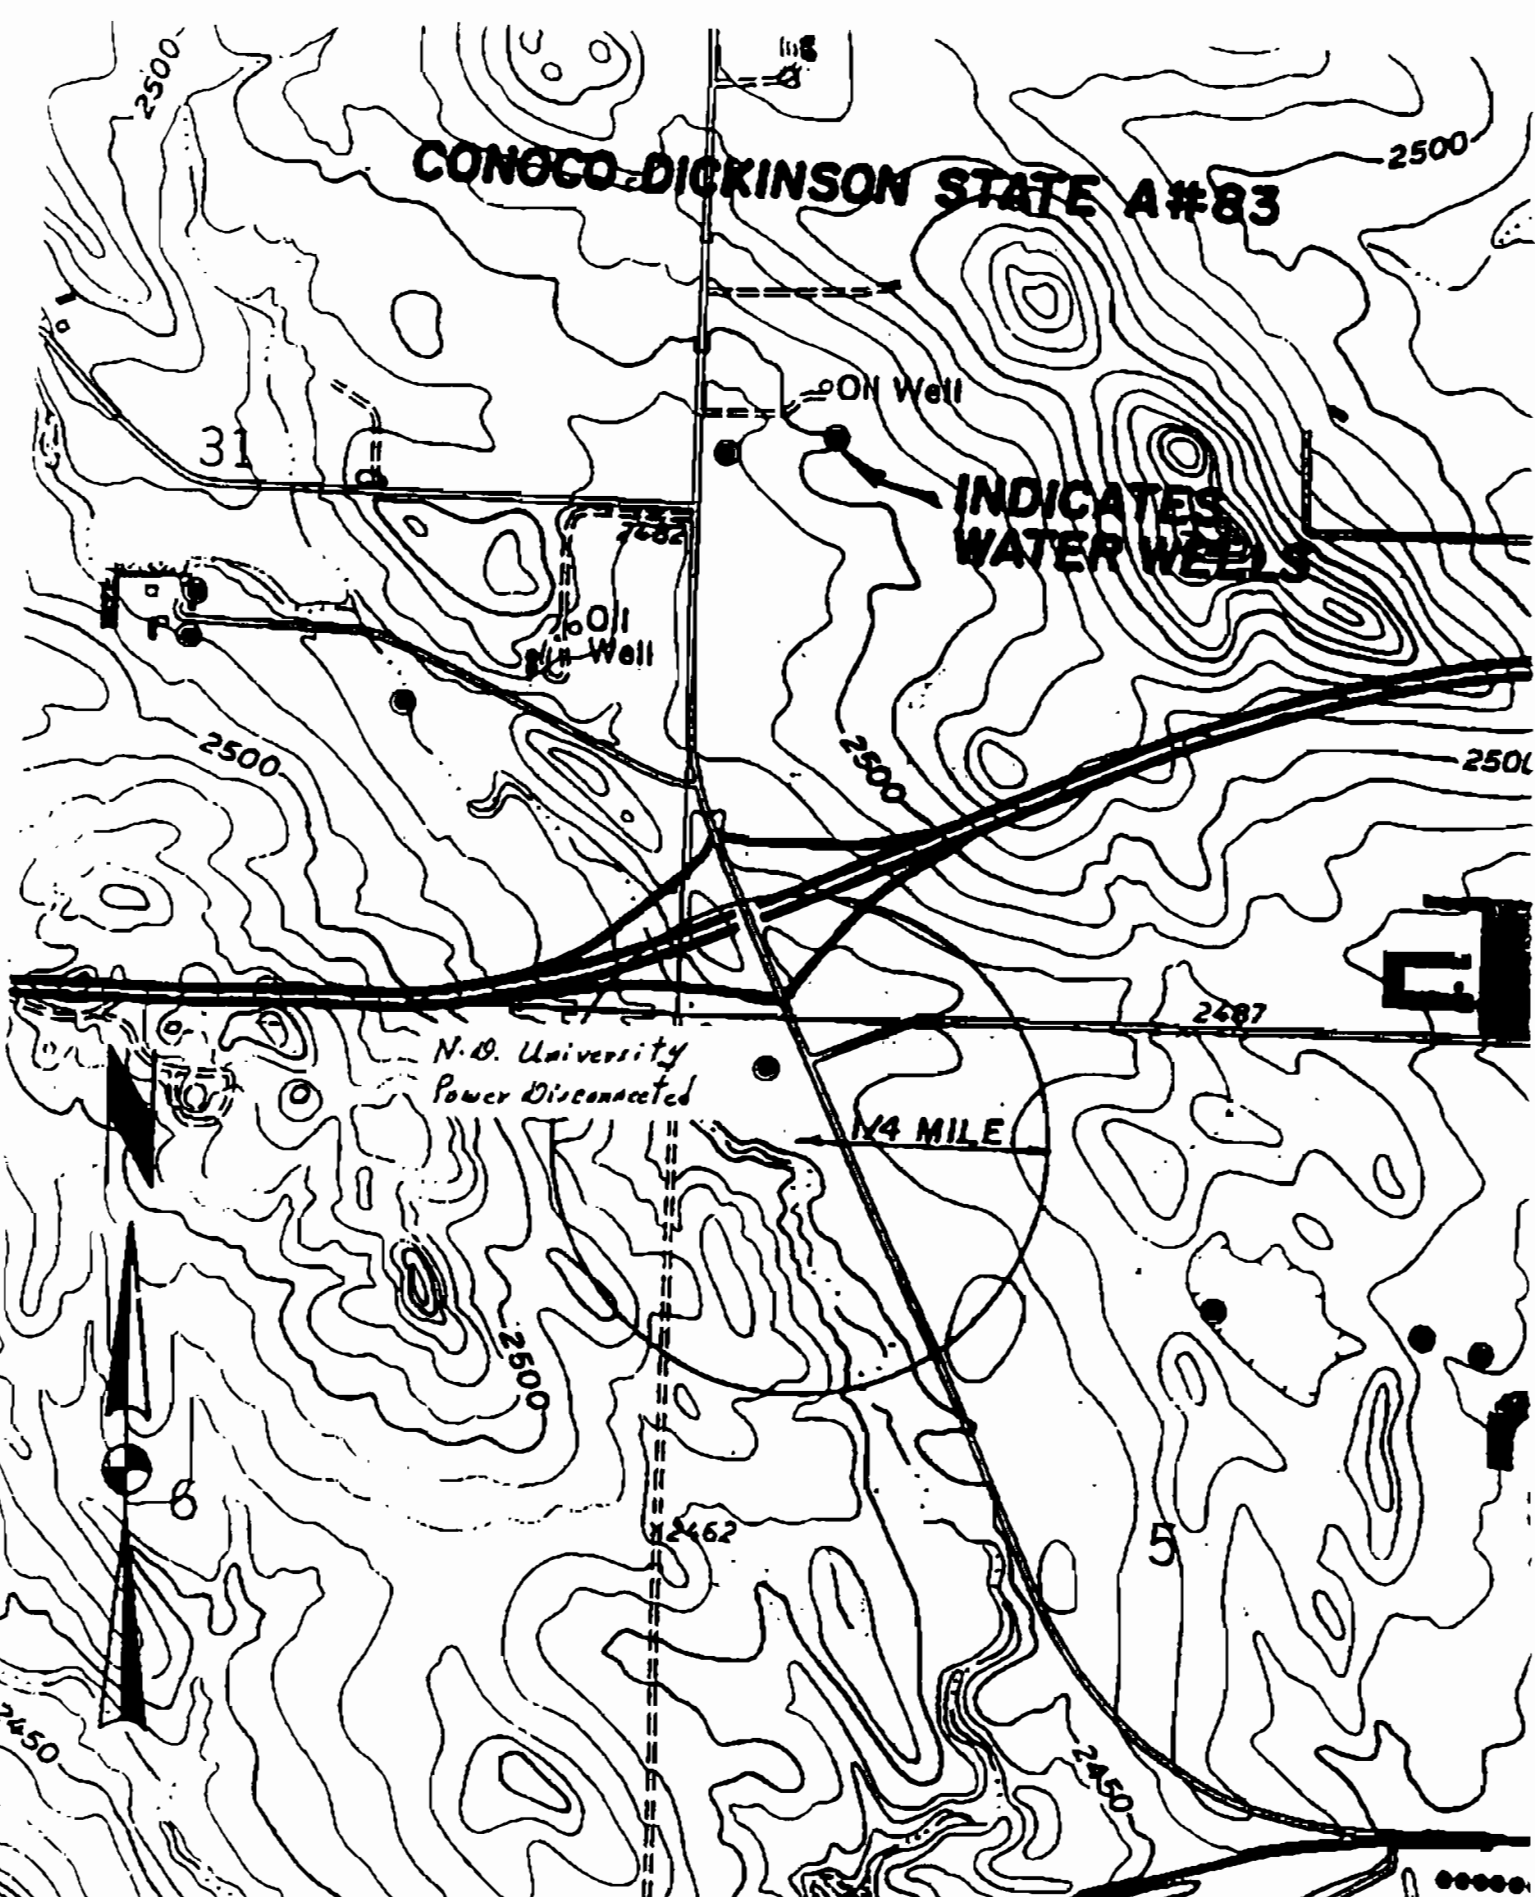 2500
CONOCO-DICKINSON STATE A#83
2500
Oil Well
31
INDICATES
WATER WELLS
2482
Oil
Well
2500
2500
2500
2487
N.D. University
Power Disconnected
1/4 MILE
2500
6
2462
5
2450
2450